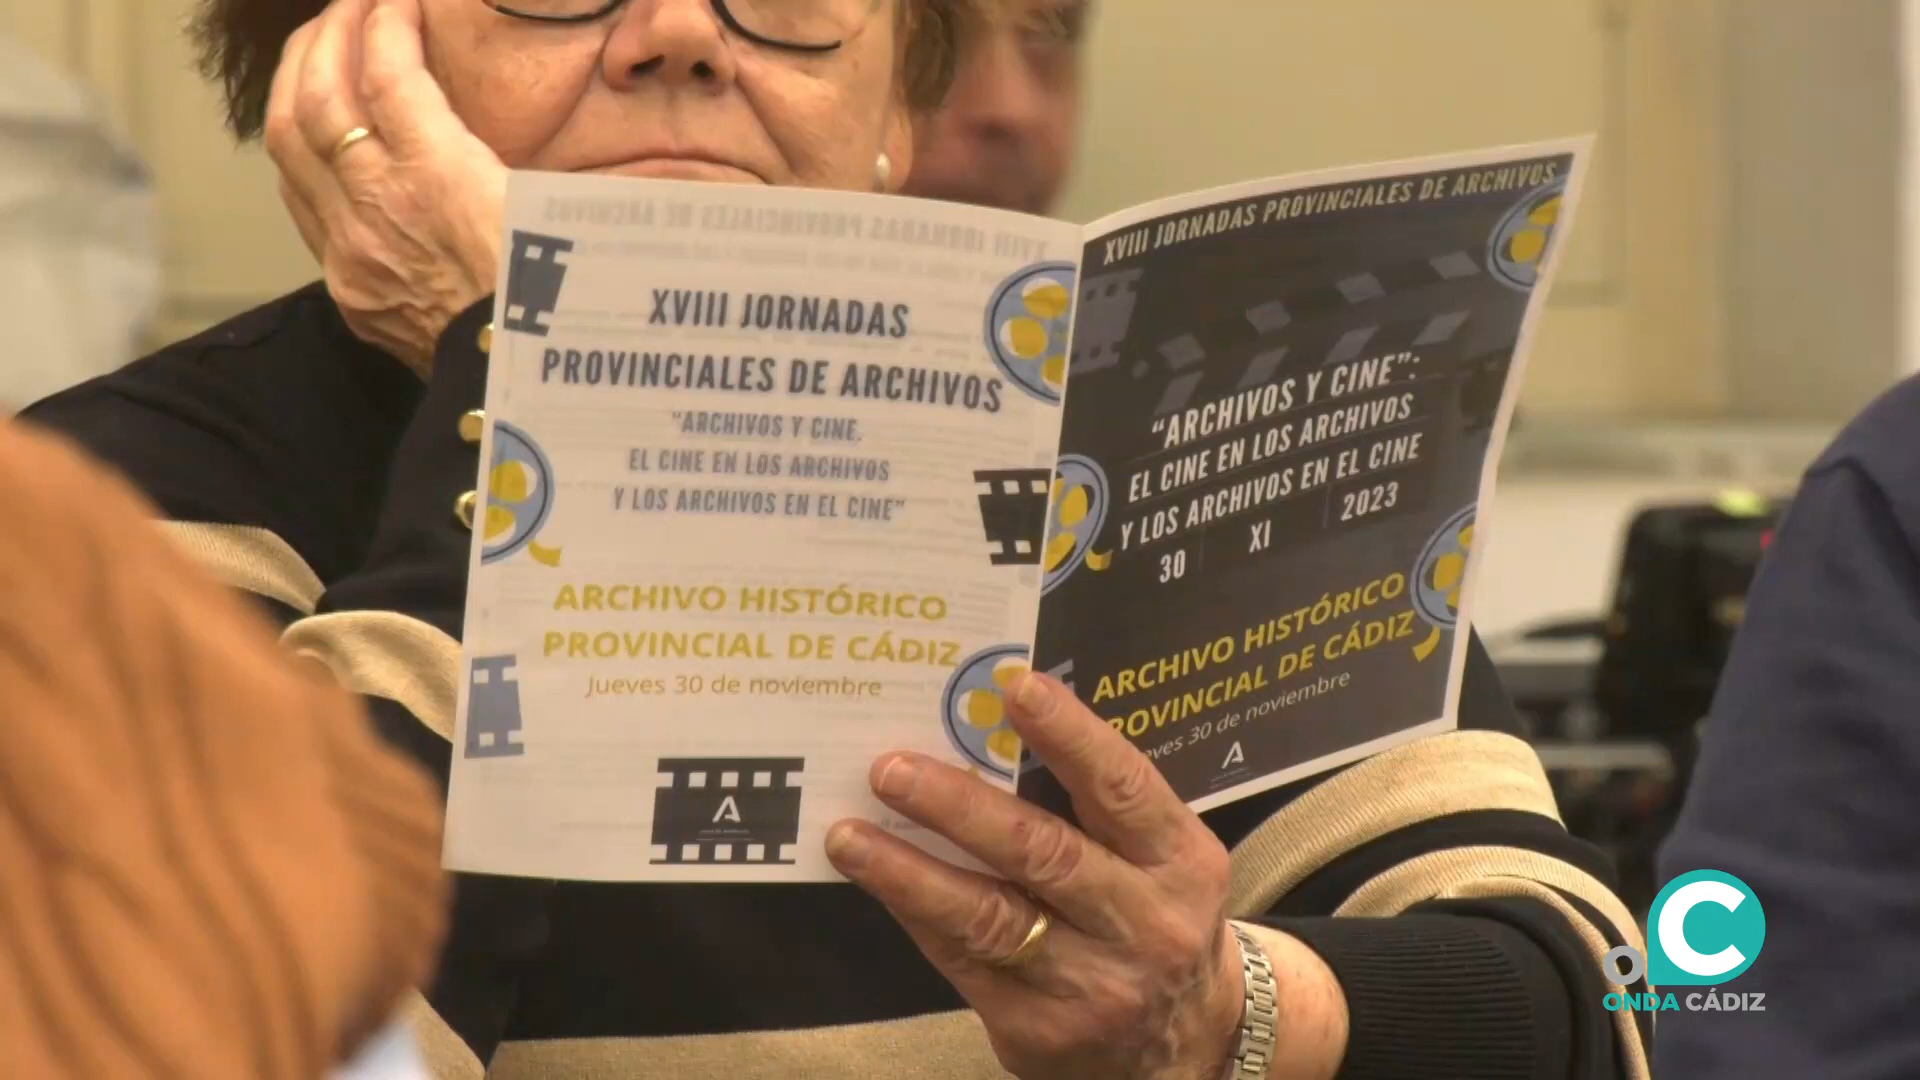 XVIII JORNADAS
PROVINCIALES DE ARCHIVOS
"ARCHIVOS Y CINE.
EL CINE EN LOS ARCHIVOS
Y LOS ARCHIVOS EN EL CINE"
ARCHIVO HISTÓRICO
PROVINCIAL DE CÁDIZ
Jueves 30 de noviembre
XVIII JORNADAS PROVINCIALES DE ARCHIVOS
"ARCHIVOS Y CINE":
EL CINE EN LOS ARCHIVOS
Y LOS ARCHIVOS EN EL CINE
30 XI 2023
ARCHIVO HISTÓRICO
ROVINCIAL DE CÁDIZ
eves 30 de noviembre
ONDA CÁDIZ